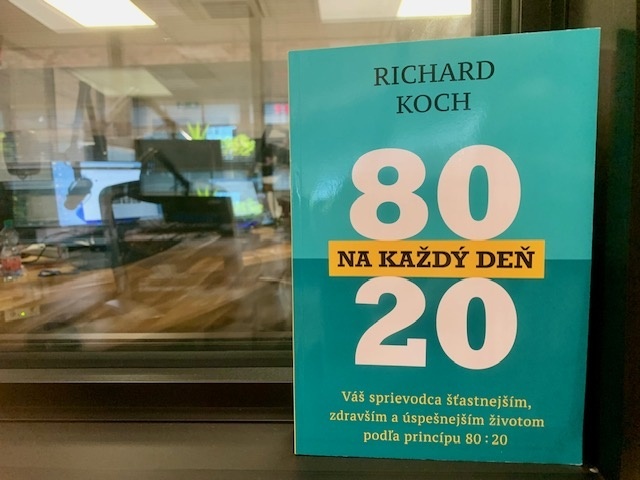 RICHARD
KOCH
80
NA KAŽDÝ DEŇ
20
Váš sprievodca šťastnejším,
zdravším a úspešnejším životom
podľa princípu 80 : 20